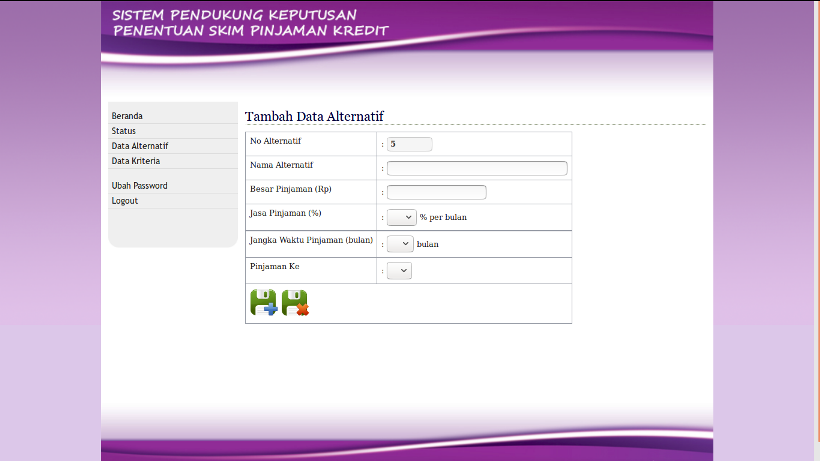 SISTEM PENDUKUNG KEPUTUSAN
PENENTUAN SKIM PINJAMAN KREDIT
Beranda
Status
Data Alternatif
Data Kriteria
Ubah Password
Logout
Tambah Data Alternatif
No Alternatif : 5
Nama Alternatif :
Besar Pinjaman (Rp) :
Jasa Pinjaman (%) : % per bulan
Jangka Waktu Pinjaman (bulan) : bulan
Pinjaman Ke :